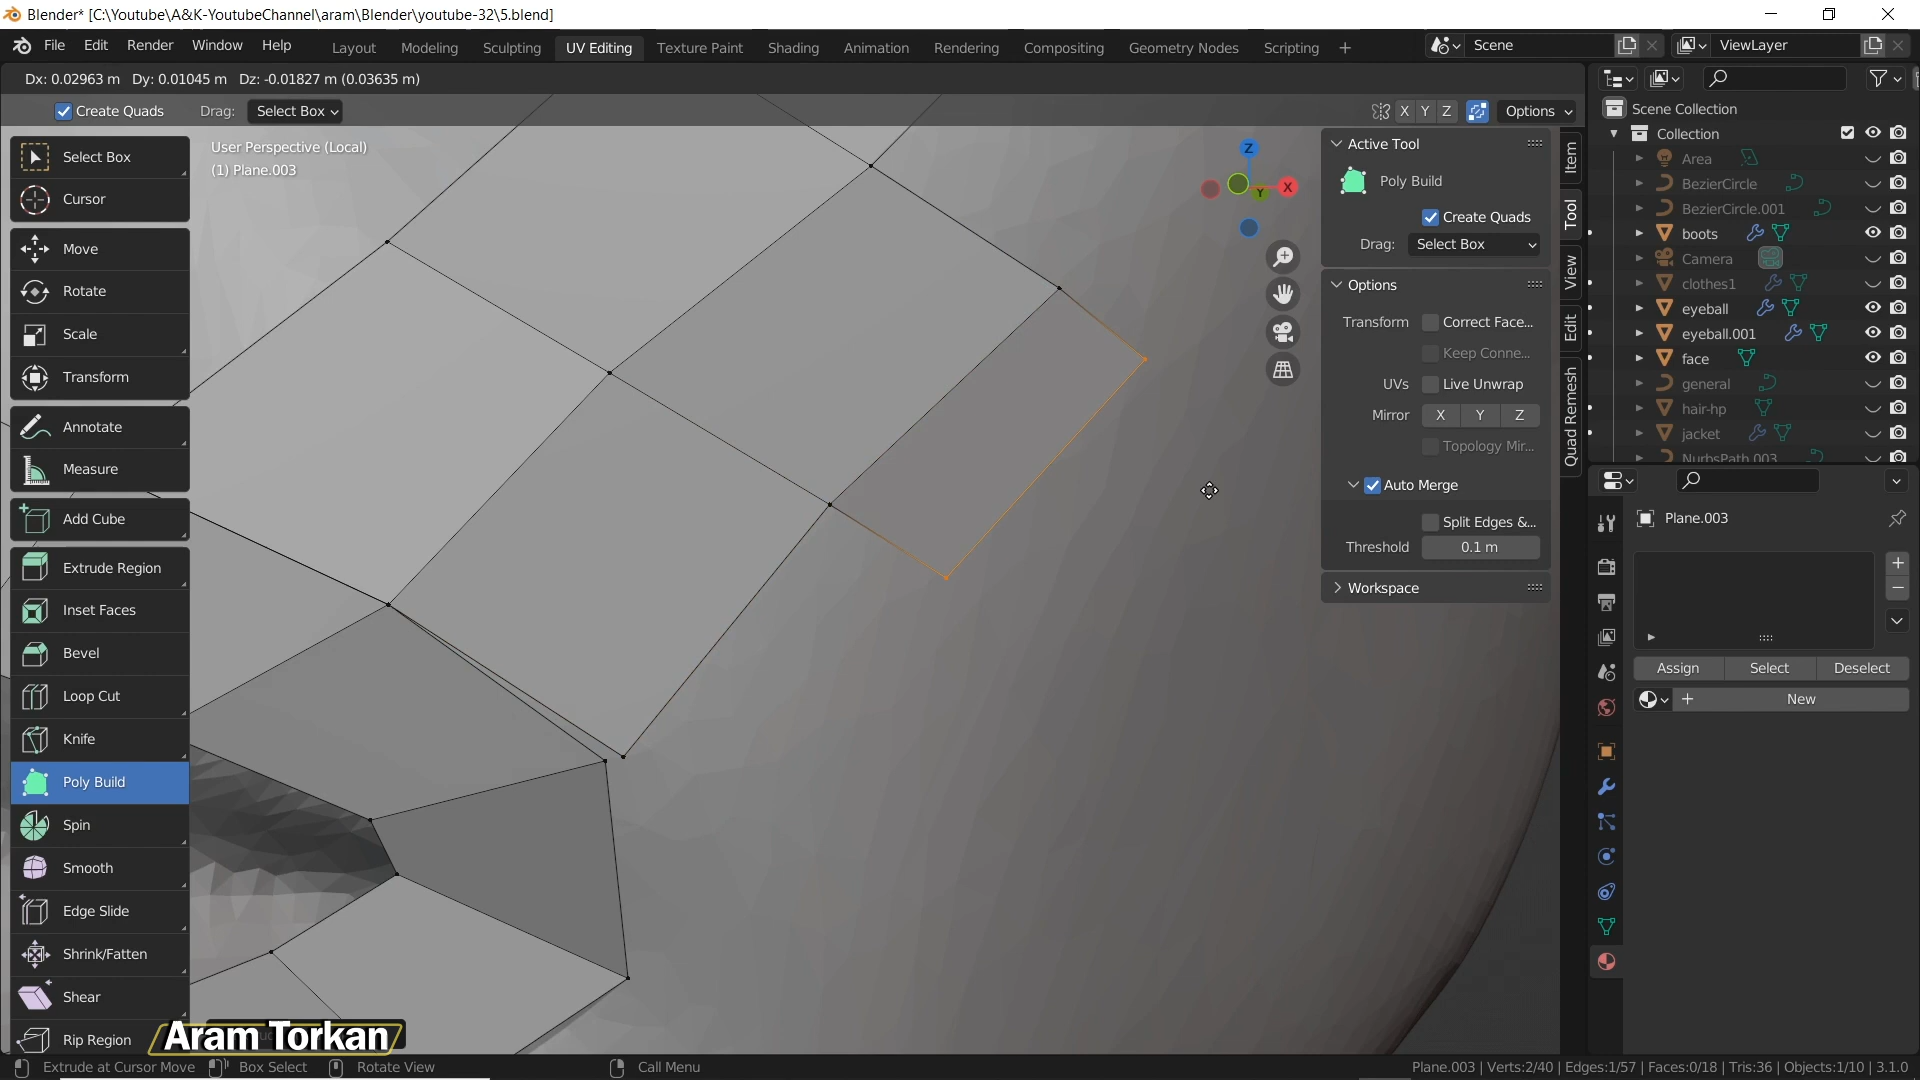 Blender* [C:\Youtube\A&K-YoutubeChannel\aram\Blender\youtube-32\5.blend]
File Edit Render Window Help Layout Modeling Sculpting UV Editing Texture Paint Shading Animation Rendering Compositing Geometry Nodes Scripting + Scene ViewLayer
Dx: 0.02963 m Dy: 0.01045 m Dz: -0.01827 m (0.03635 m)
Create Quads Drag: Select Box X Y Z Options
User Perspective (Local)
(1) Plane.003
Select Box
Cursor
Move
Rotate
Scale
Transform
Annotate
Measure
Add Cube
Extrude Region
Inset Faces
Bevel
Loop Cut
Knife
Poly Build
Spin
Smooth
Edge Slide
Shrink/Fatten
Shear
Rip Region
Z
X
Y
Active Tool
Poly Build
Create Quads
Drag: Select Box
Options
Transform Correct Face...
Keep Conne...
UVs Live Unwrap
Mirror X Y Z
Topology Mir...
Auto Merge
Split Edges &...
Threshold 0.1 m
Workspace
Item
Tool
View
Edit
Quad Remesh
Scene Collection
Collection
Area
BezierCircle
BezierCircle.001
boots
Camera
clothes1
eyeball
eyeball.001
face
general
hair-hp
jacket
NurbsPath.003
Plane.003
Assign Select Deselect
New
Aram Torkan
Extrude at Cursor Move Box Select Rotate View Call Menu
Plane.003 | Verts:2/40 | Edges:1/57 | Faces:0/18 | Tris:36 | Objects:1/10 | 3.1.0